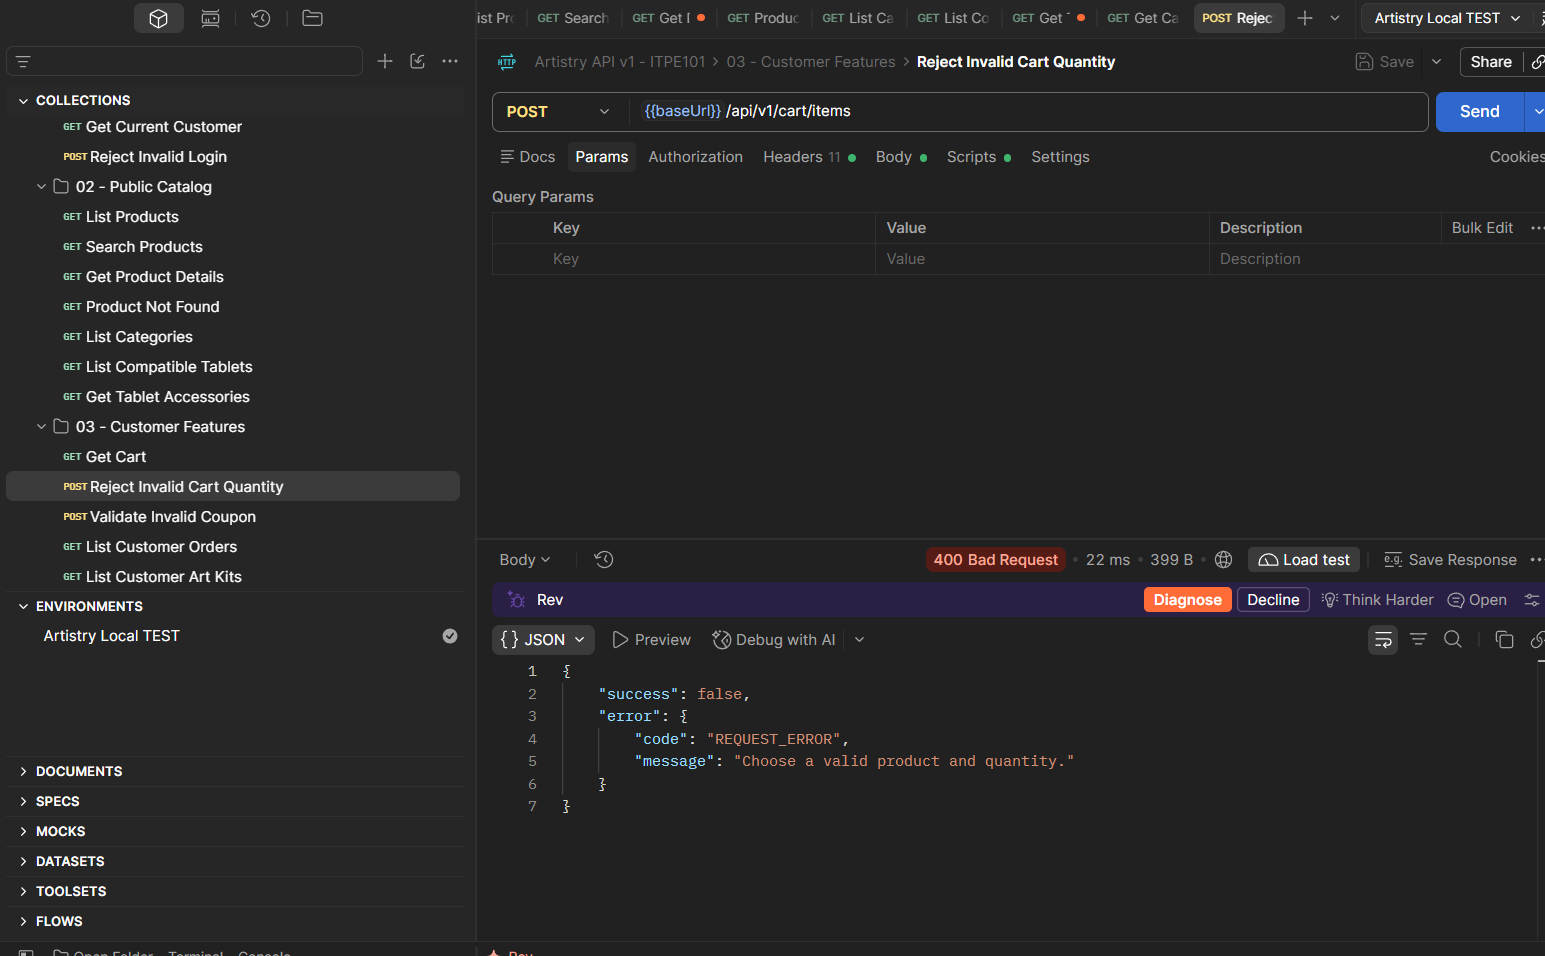 COLLECTIONS
GET Get Current Customer
POST Reject Invalid Login
02 - Public Catalog
GET List Products
GET Search Products
GET Get Product Details
GET Product Not Found
GET List Categories
GET List Compatible Tablets
GET Get Tablet Accessories
03 - Customer Features
GET Get Cart
POST Reject Invalid Cart Quantity
POST Validate Invalid Coupon
GET List Customer Orders
GET List Customer Art Kits
ENVIRONMENTS
Artistry Local TEST
DOCUMENTS
SPECS
MOCKS
DATASETS
TOOLSETS
FLOWS
Open Folder Terminal Console
ist Pr GET Search GET Get GET Produc GET List Ca GET List Co GET Get GET Get Ca POST Rejec Artistry Local TEST
HTTP Artistry API v1 - ITPE101 > 03 - Customer Features > Reject Invalid Cart Quantity Save Share
POST {{baseUrl}} /api/v1/cart/items Send
Docs Params Authorization Headers 11 Body Scripts Settings Cookies
Query Params
Key Value Description Bulk Edit
Key Value Description
Body 400 Bad Request • 22 ms • 399 B • Load test e.g. Save Response
Rev Diagnose Decline Think Harder Open
{} JSON Preview Debug with AI
1 {
2 "success": false,
3 "error": {
4 "code": "REQUEST_ERROR",
5 "message": "Choose a valid product and quantity."
6 }
7 }
Rev